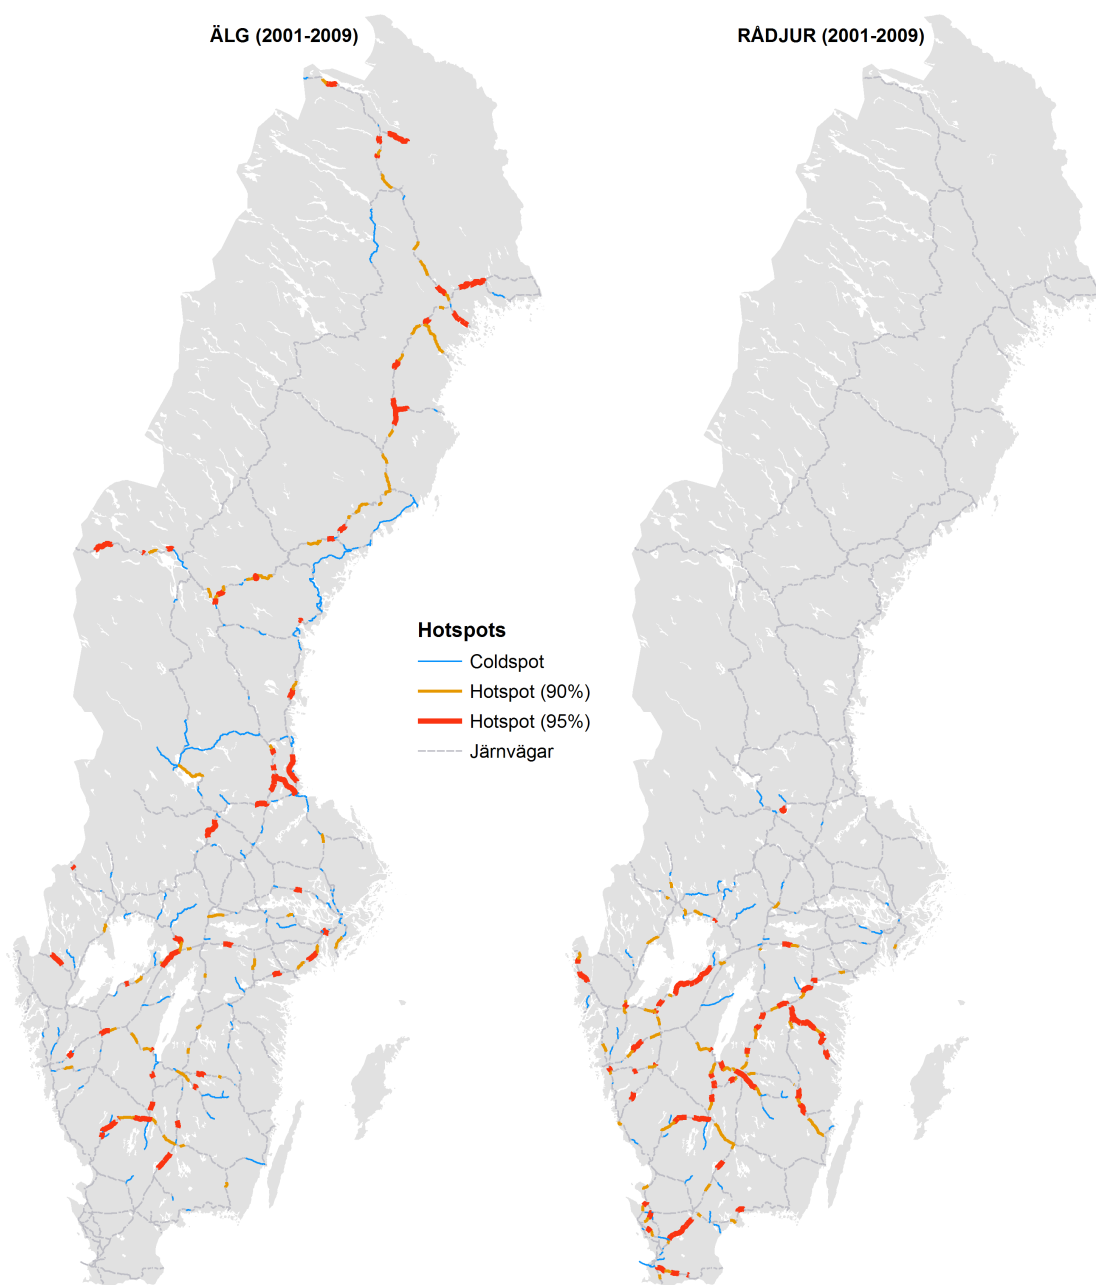 ÄLG (2001-2009)
RÅDJUR (2001-2009)
Hotspots
Coldspot
Hotspot (90%)
Hotspot (95%)
Järnvägar